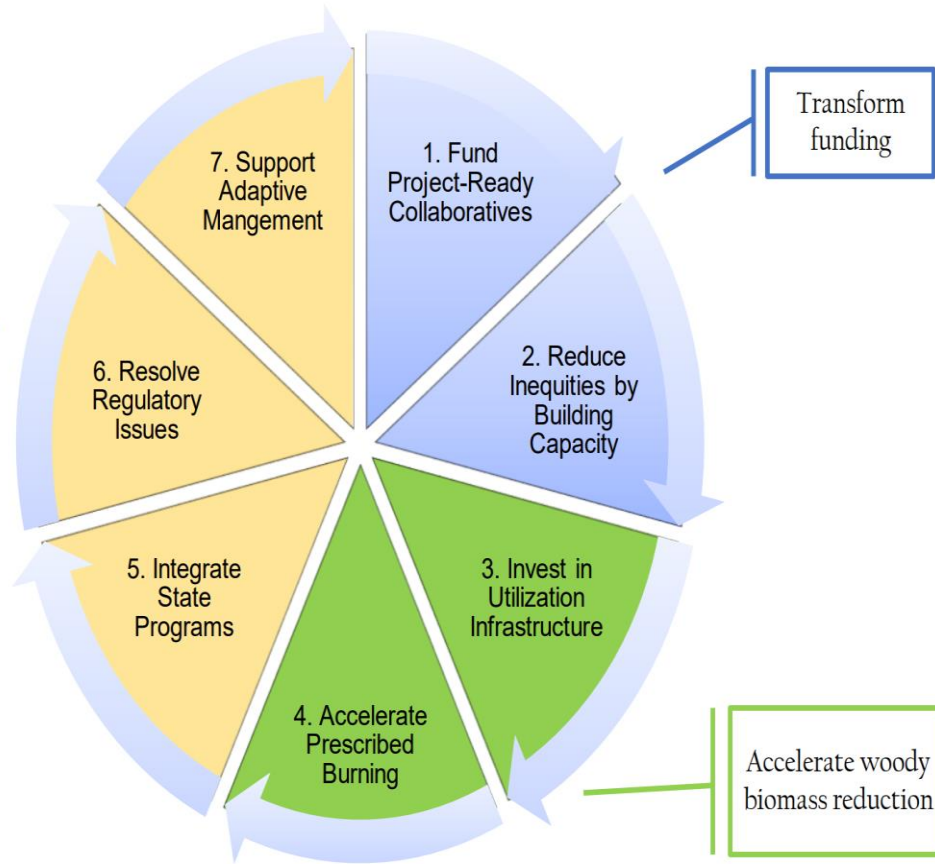 1. Fund
Project-Ready
Collaboratives
2. Reduce
Inequities by
Building
Capacity
3. Invest in
Utilization
Infrastructure
4. Accelerate
Prescribed
Burning
5. Integrate
State
Programs
6. Resolve
Regulatory
Issues
7. Support
Adaptive
Mangement
Transform
funding
Accelerate woody
biomass reduction